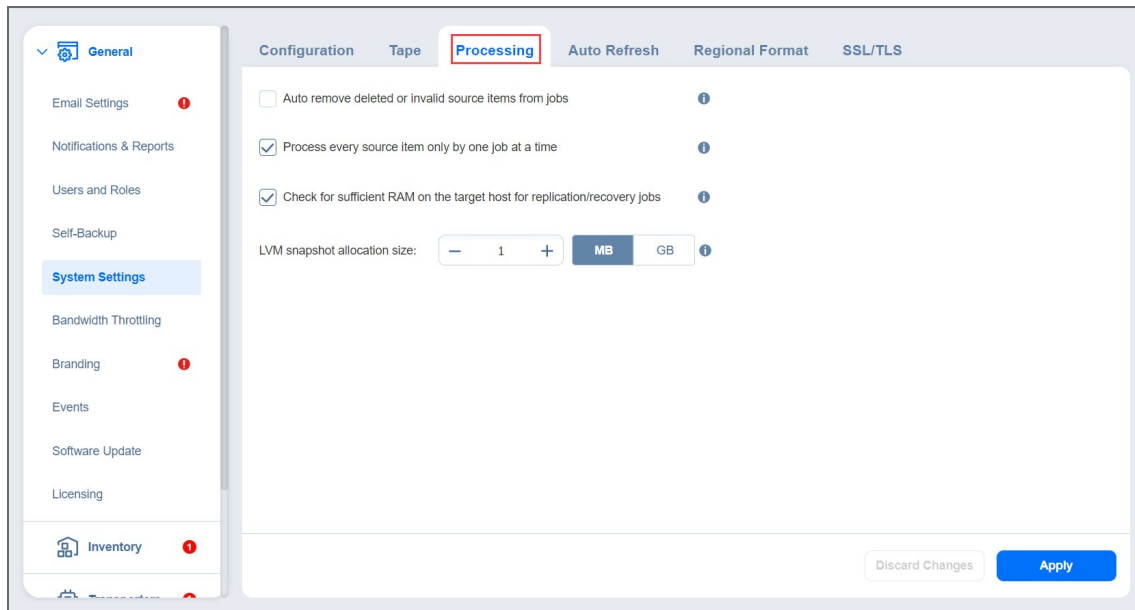 General
Email Settings !
Notifications & Reports
Users and Roles
Self-Backup
System Settings
Bandwidth Throttling
Branding !
Events
Software Update
Licensing
Inventory 1
Configuration Tape Processing Auto Refresh Regional Format SSL/TLS
Auto remove deleted or invalid source items from jobs i
Process every source item only by one job at a time i
Check for sufficient RAM on the target host for replication/recovery jobs i
LVM snapshot allocation size: − 1 + MB GB i
Discard Changes Apply